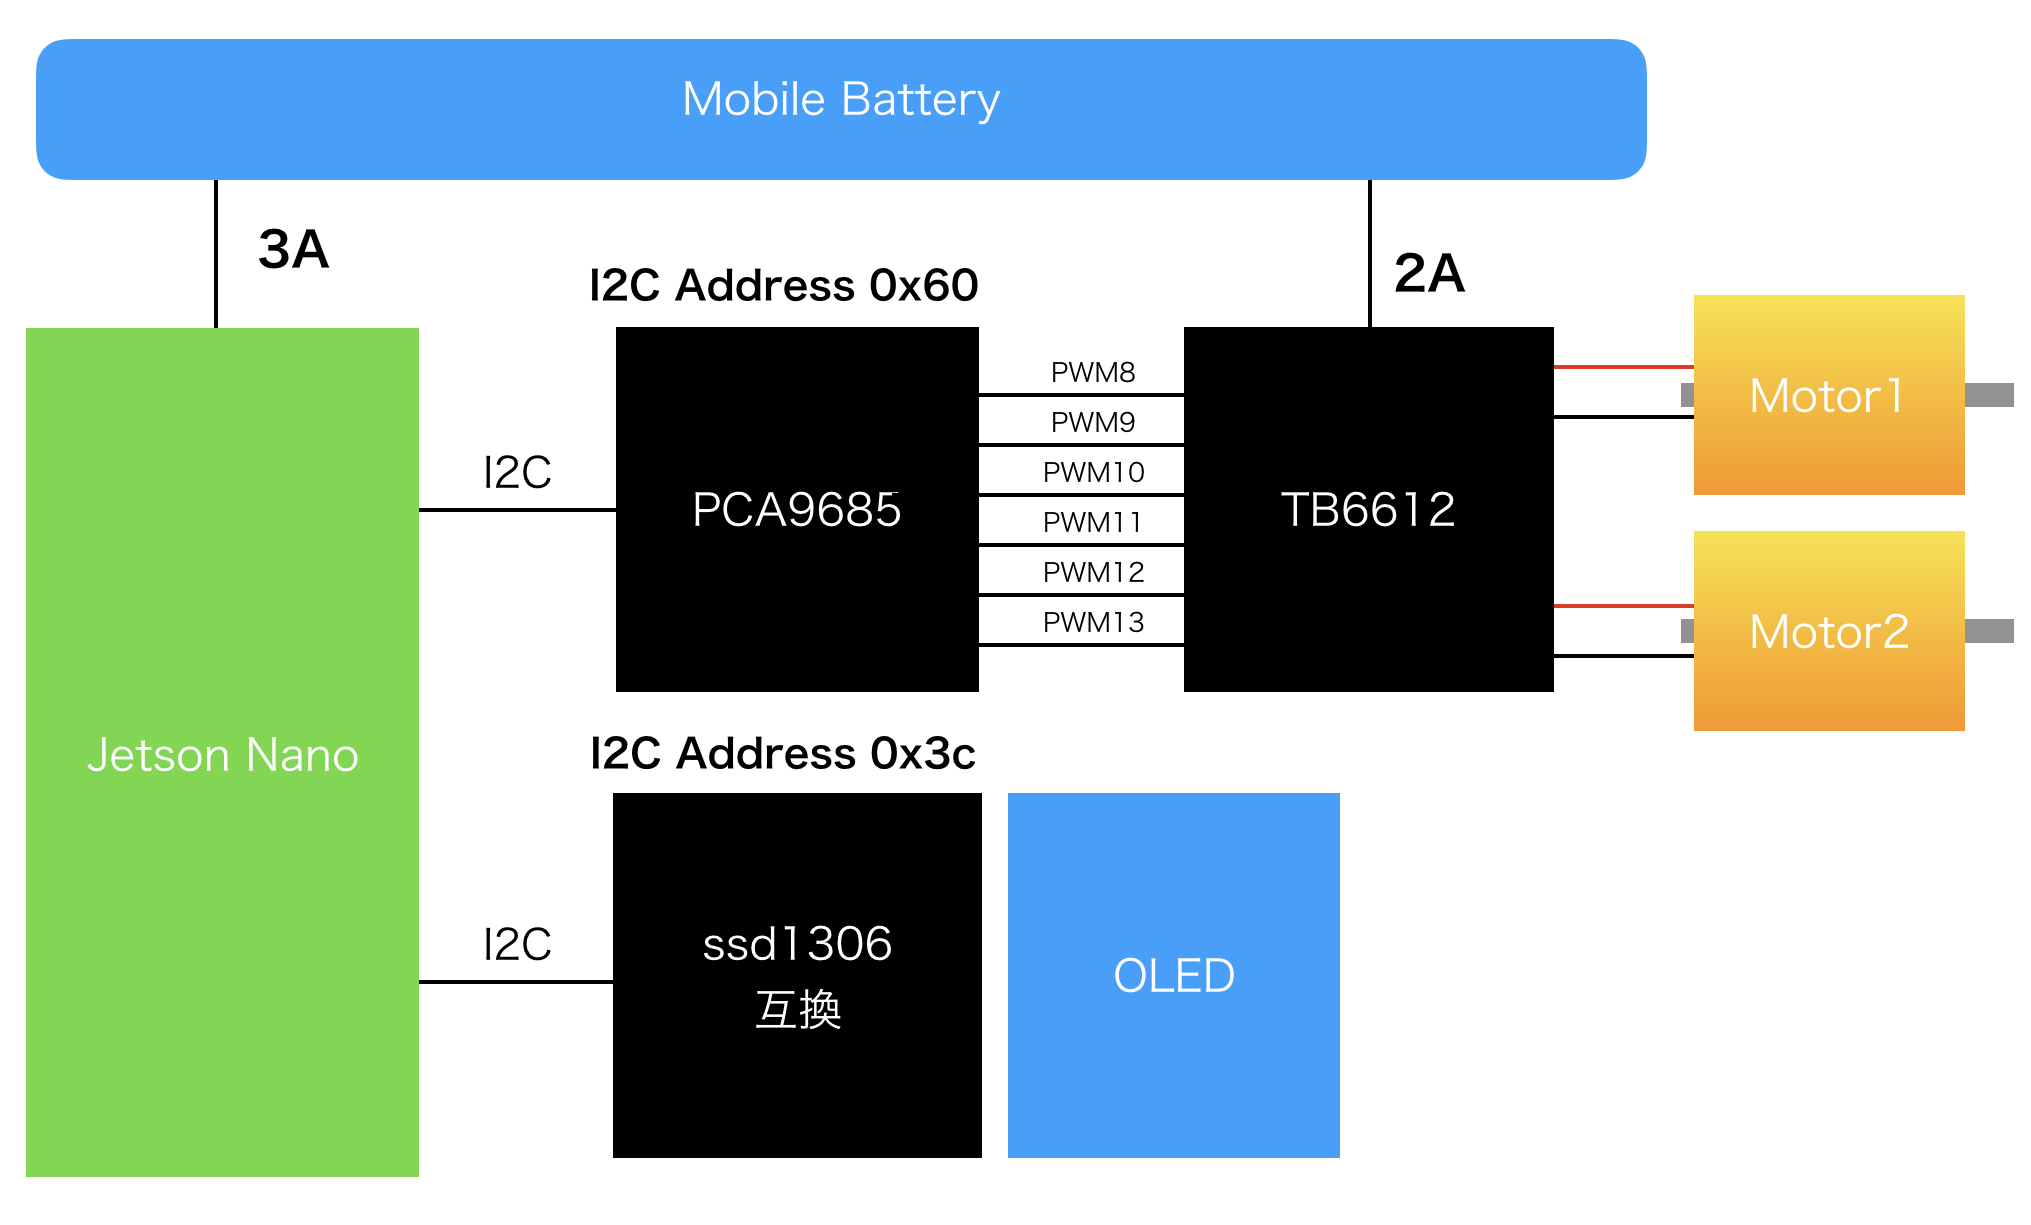 Mobile Battery
3A
2A
I2C Address 0x60
PWM8
PWM9
PWM10
PWM11
PWM12
PWM13
I2C
PCA9685
TB6612
Motor1
Motor2
Jetson Nano
I2C Address 0x3c
I2C
ssd1306
互換
OLED